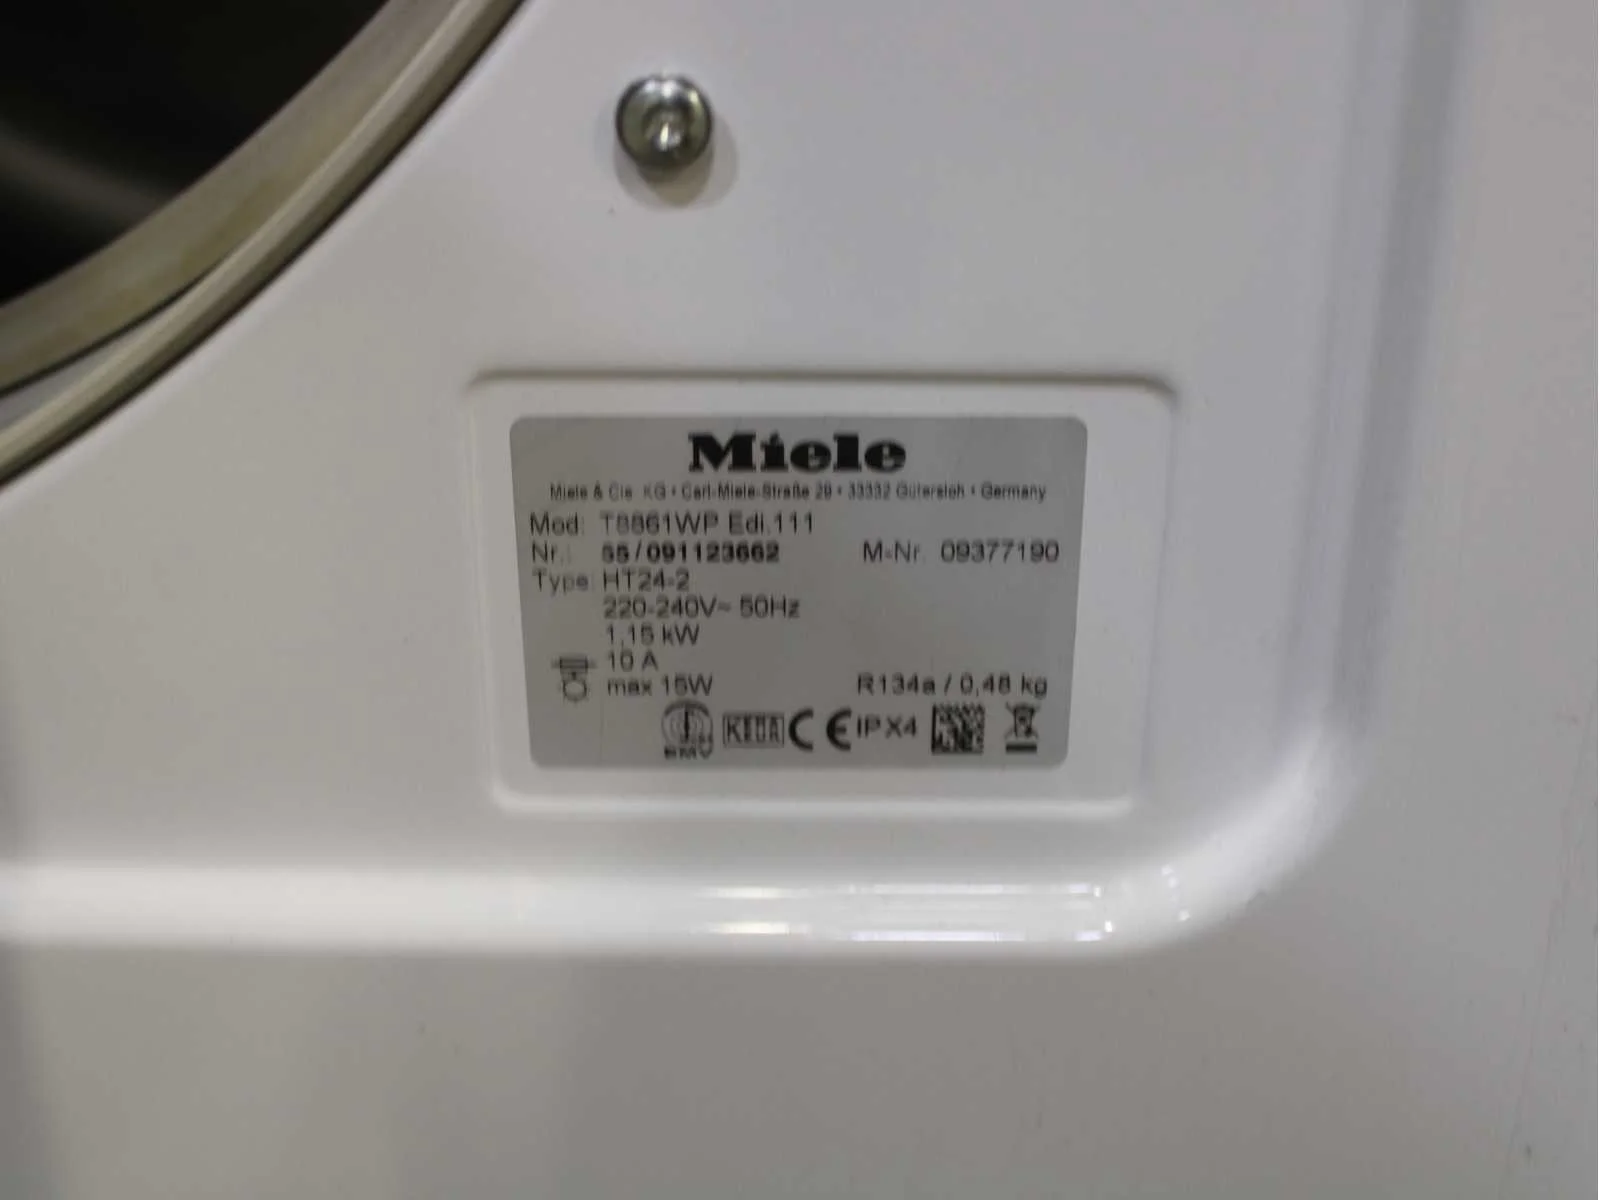 Miele
Miele & Cie. KG • Carl-Miele-Straße 29 • 33332 Gütersloh • Germany
Mod: T8861WP Edi.111
Nr.: 55/091123662 M-Nr. 09377190
Type: HT24-2
220-240V~ 50Hz
1,15 kW
10 A
max 15W R134a / 0,48 kg
EMV KEUR CE IPX4